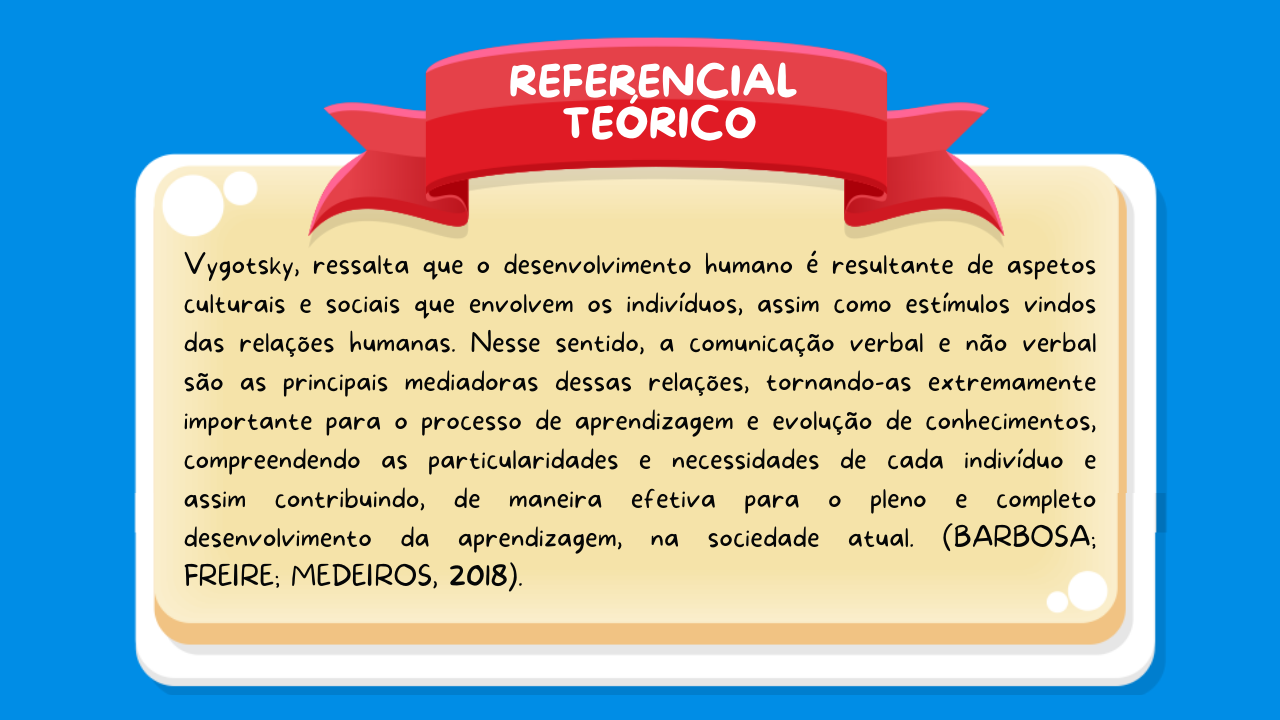 REFERENCIAL
TEÓRICO
Vygotsky, ressalta que o desenvolvimento humano é resultante de aspetos
culturais e sociais que envolvem os indivíduos, assim como estímulos vindos
das relações humanas. Nesse sentido, a comunicação verbal e não verbal
são as principais mediadoras dessas relações, tornando-as extremamente
importante para o processo de aprendizagem e evolução de conhecimentos,
compreendendo as particularidades e necessidades de cada indivíduo e
assim contribuindo, de maneira efetiva para o pleno e completo
desenvolvimento da aprendizagem, na sociedade atual. (BARBOSA;
FREIRE; MEDEIROS, 2018).